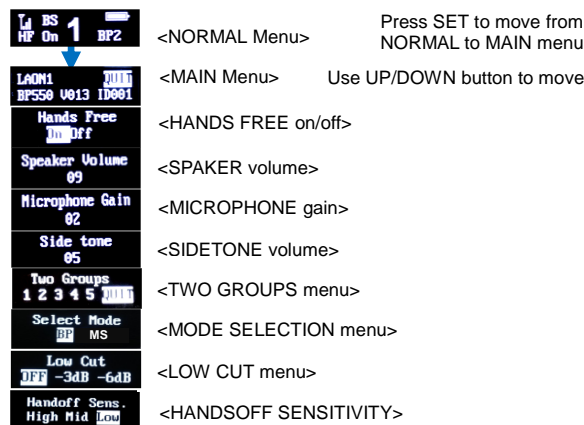 BS
HF On 1 BP2
<NORMAL Menu>
Press SET to move from
NORMAL to MAIN menu
LAON1 QUIT
BP550 V013 ID001
<MAIN Menu>
Use UP/DOWN button to move
Hands Free
On Off
<HANDS FREE on/off>
Speaker Volume
09
<SPAKER volume>
Microphone Gain
02
<MICROPHONE gain>
Side tone
05
<SIDETONE volume>
Two Groups
1 2 3 4 5 QUIT
<TWO GROUPS menu>
Select Mode
BP MS
<MODE SELECTION menu>
Low Cut
OFF -3dB -6dB
<LOW CUT menu>
Handoff Sens.
High Mid Low
<HANDSOFF SENSITIVITY>